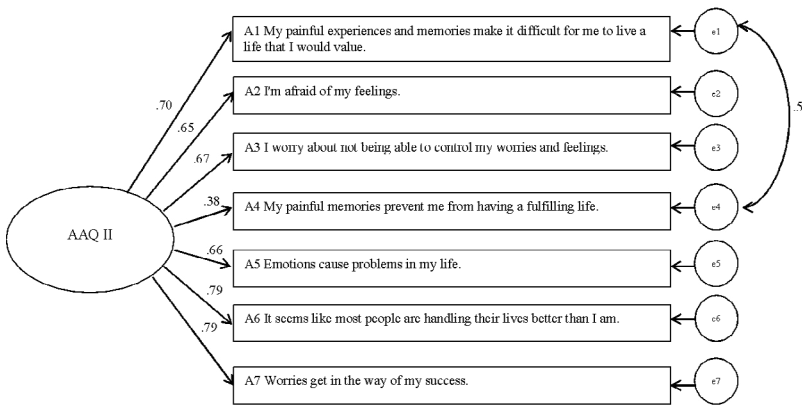 A1 My painful experiences and memories make it difficult for me to live a
life that I would value.
e1
.70
A2 I'm afraid of my feelings.
e2
.5
.65
A3 I worry about not being able to control my worries and feelings.
e3
.67
.38
A4 My painful memories prevent me from having a fulfilling life.
e4
AAQ II
.66
A5 Emotions cause problems in my life.
e5
.79
A6 It seems like most people are handling their lives better than I am.
e6
.79
A7 Worries get in the way of my success.
e7